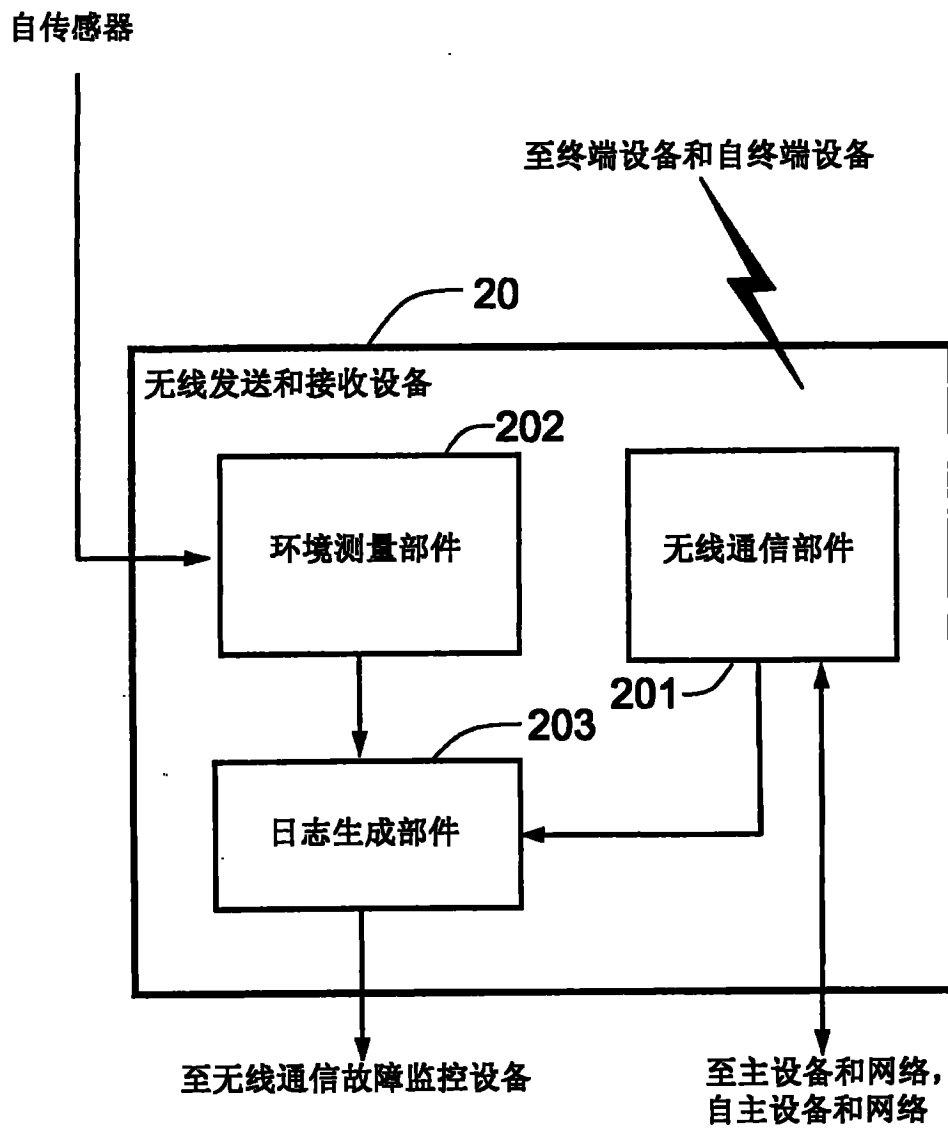 自传感器
至终端设备和自终端设备
20
无线发送和接收设备
202
环境测量部件
无线通信部件
201
203
日志生成部件
至无线通信故障监控设备
至主设备和网络，
自主设备和网络